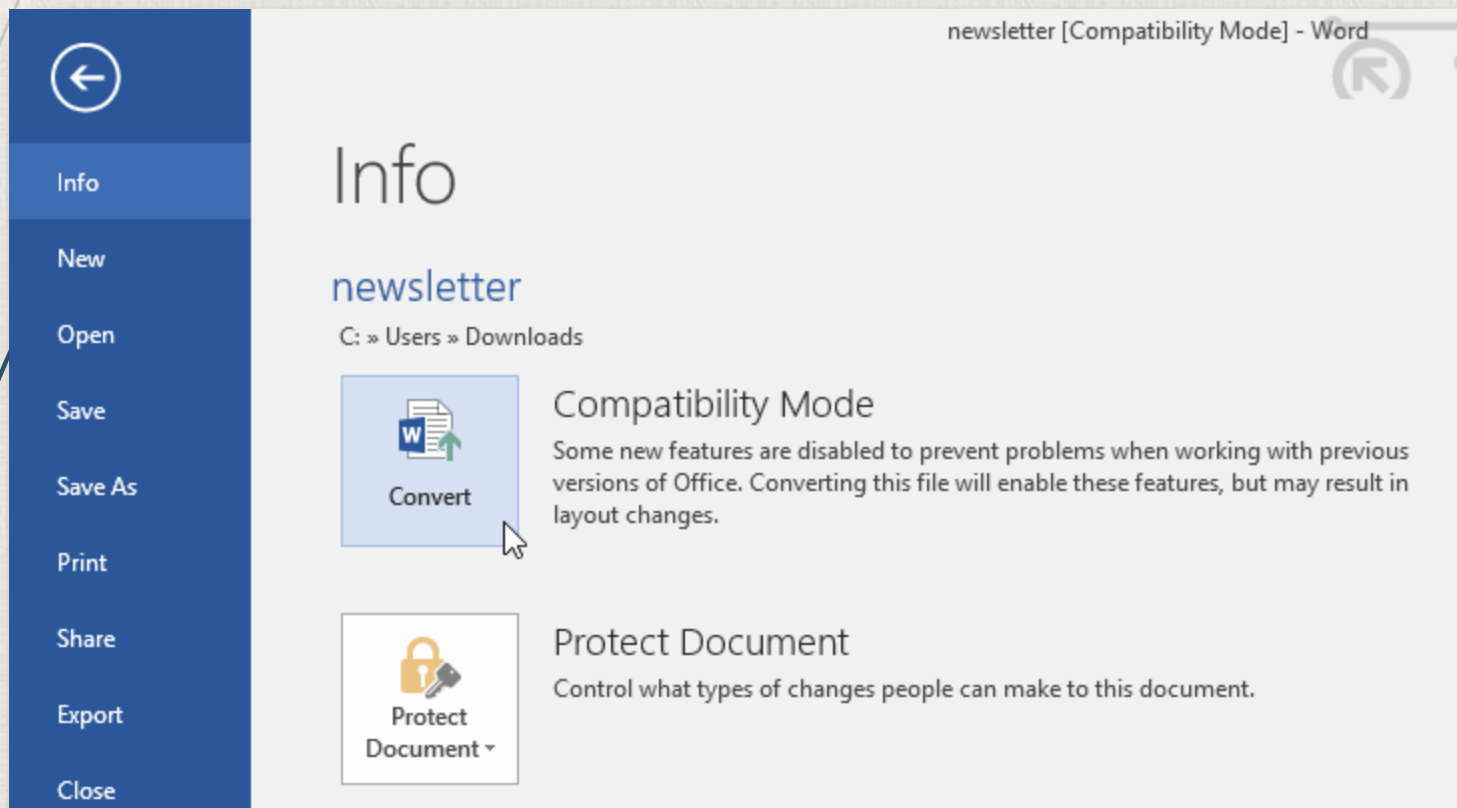 newsletter [Compatibility Mode] - Word
Info
New
Open
Save
Save As
Print
Share
Export
Close
Info
newsletter
C: » Users » Downloads
Convert
Compatibility Mode
Some new features are disabled to prevent problems when working with previous
versions of Office. Converting this file will enable these features, but may result in
layout changes.
Protect
Document
Protect Document
Control what types of changes people can make to this document.